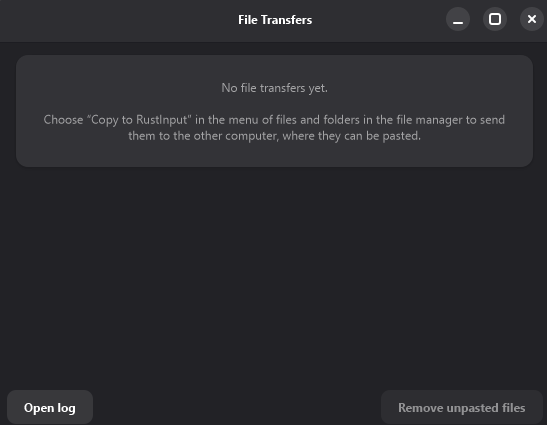 File Transfers
No file transfers yet.
Choose “Copy to RustInput” in the menu of files and folders in the file manager to send
them to the other computer, where they can be pasted.
Open log
Remove unpasted files